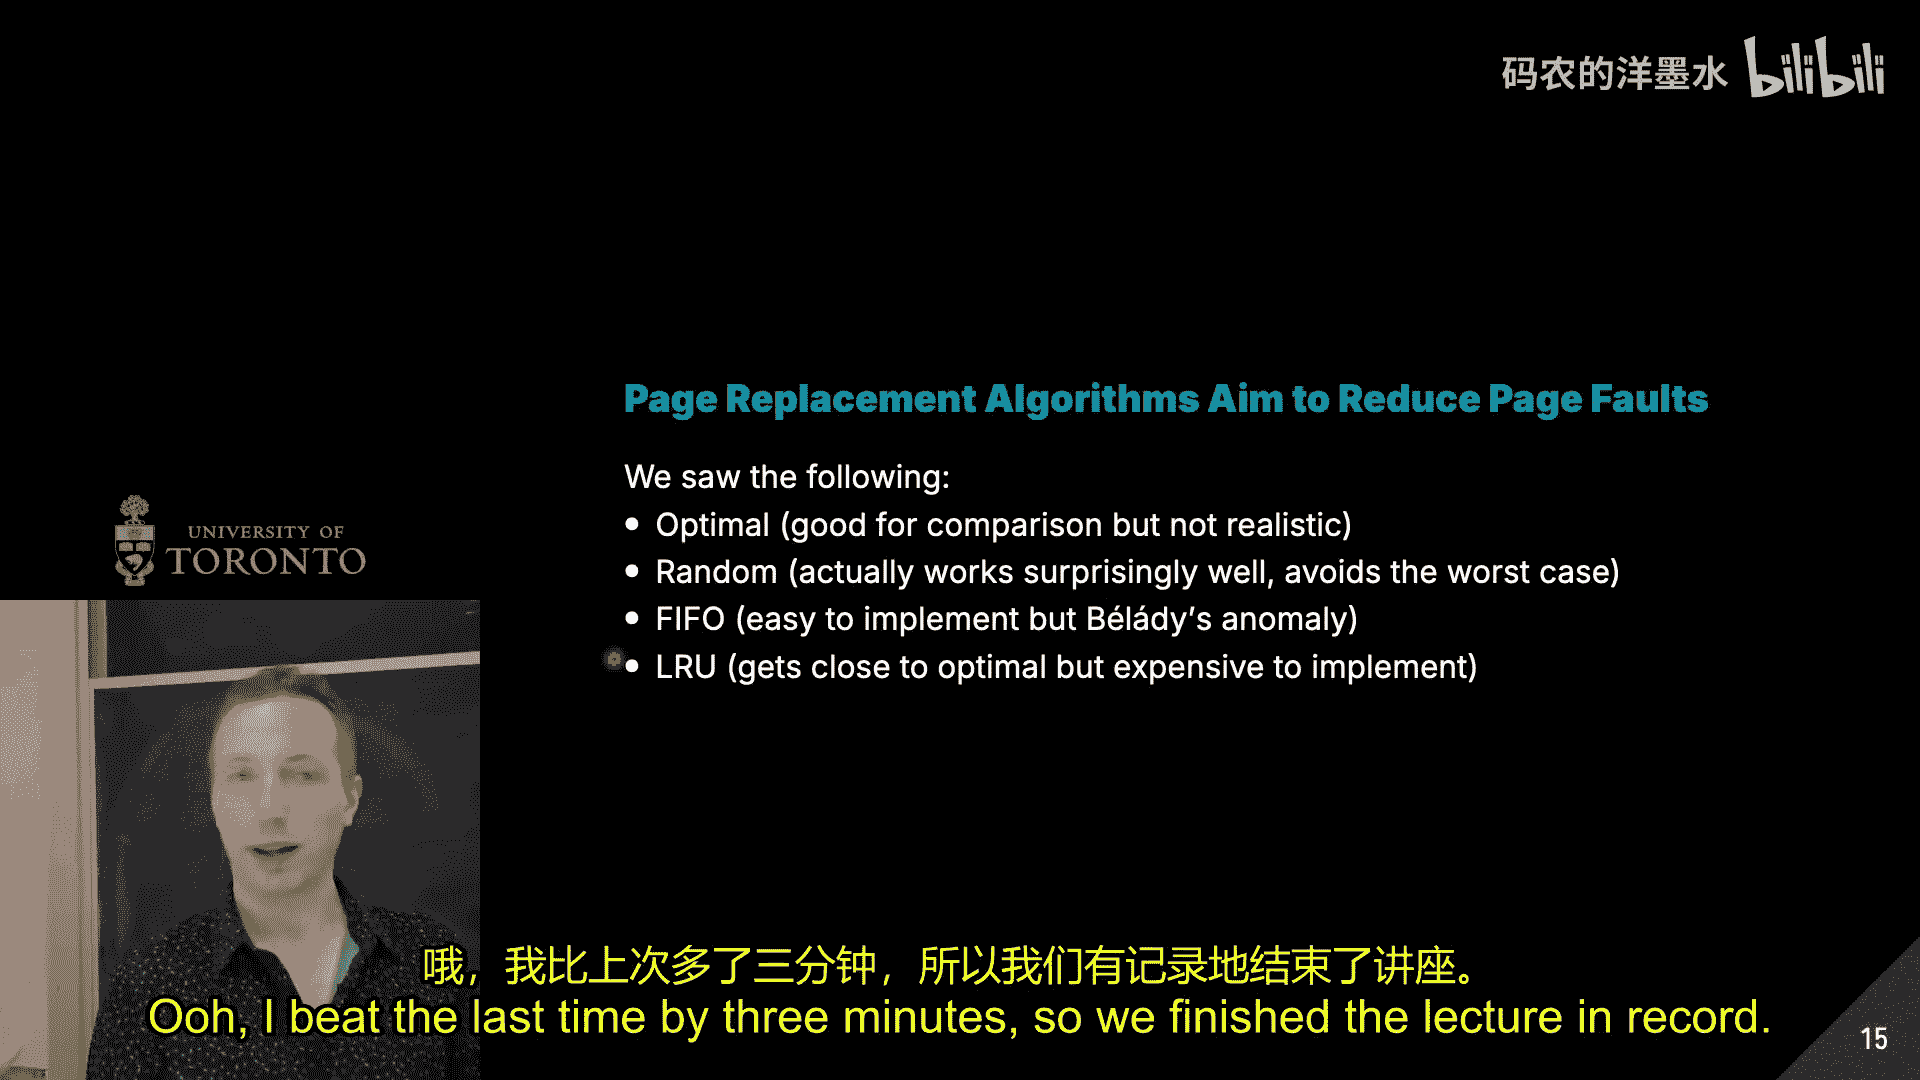 码农的洋墨水 bilibili
Page Replacement Algorithms Aim to Reduce Page Faults
We saw the following:
• Optimal (good for comparison but not realistic)
• Random (actually works surprisingly well, avoids the worst case)
• FIFO (easy to implement but Bélády’s anomaly)
• LRU (gets close to optimal but expensive to implement)
UNIVERSITY OF
TORONTO
哦，我比上次多了三分钟，所以我们有记录地结束了讲座。
Ooh, I beat the last time by three minutes, so we finished the lecture in record.
15